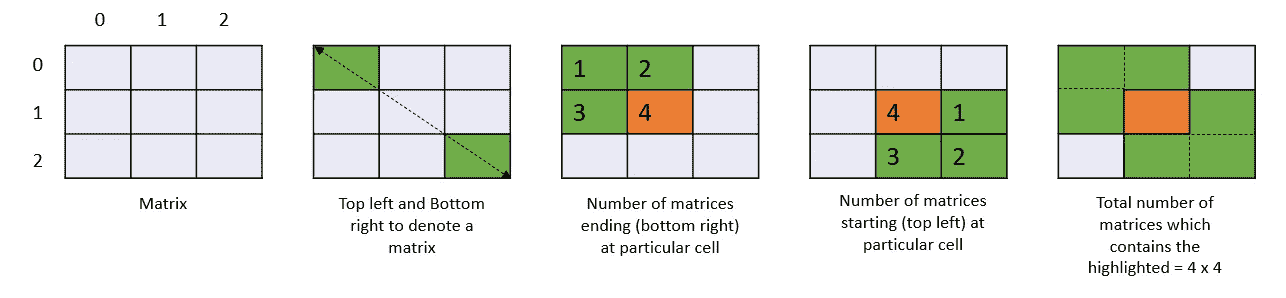 0 1 2
0
1
2
1 2
3 4
4 1
3 2
Matrix
Top left and Bottom
right to denote a
matrix
Number of matrices
ending (bottom right)
at particular cell
Number of matrices
starting (top left) at
particular cell
Total number of
matrices which
contains the
highlighted = 4 x 4